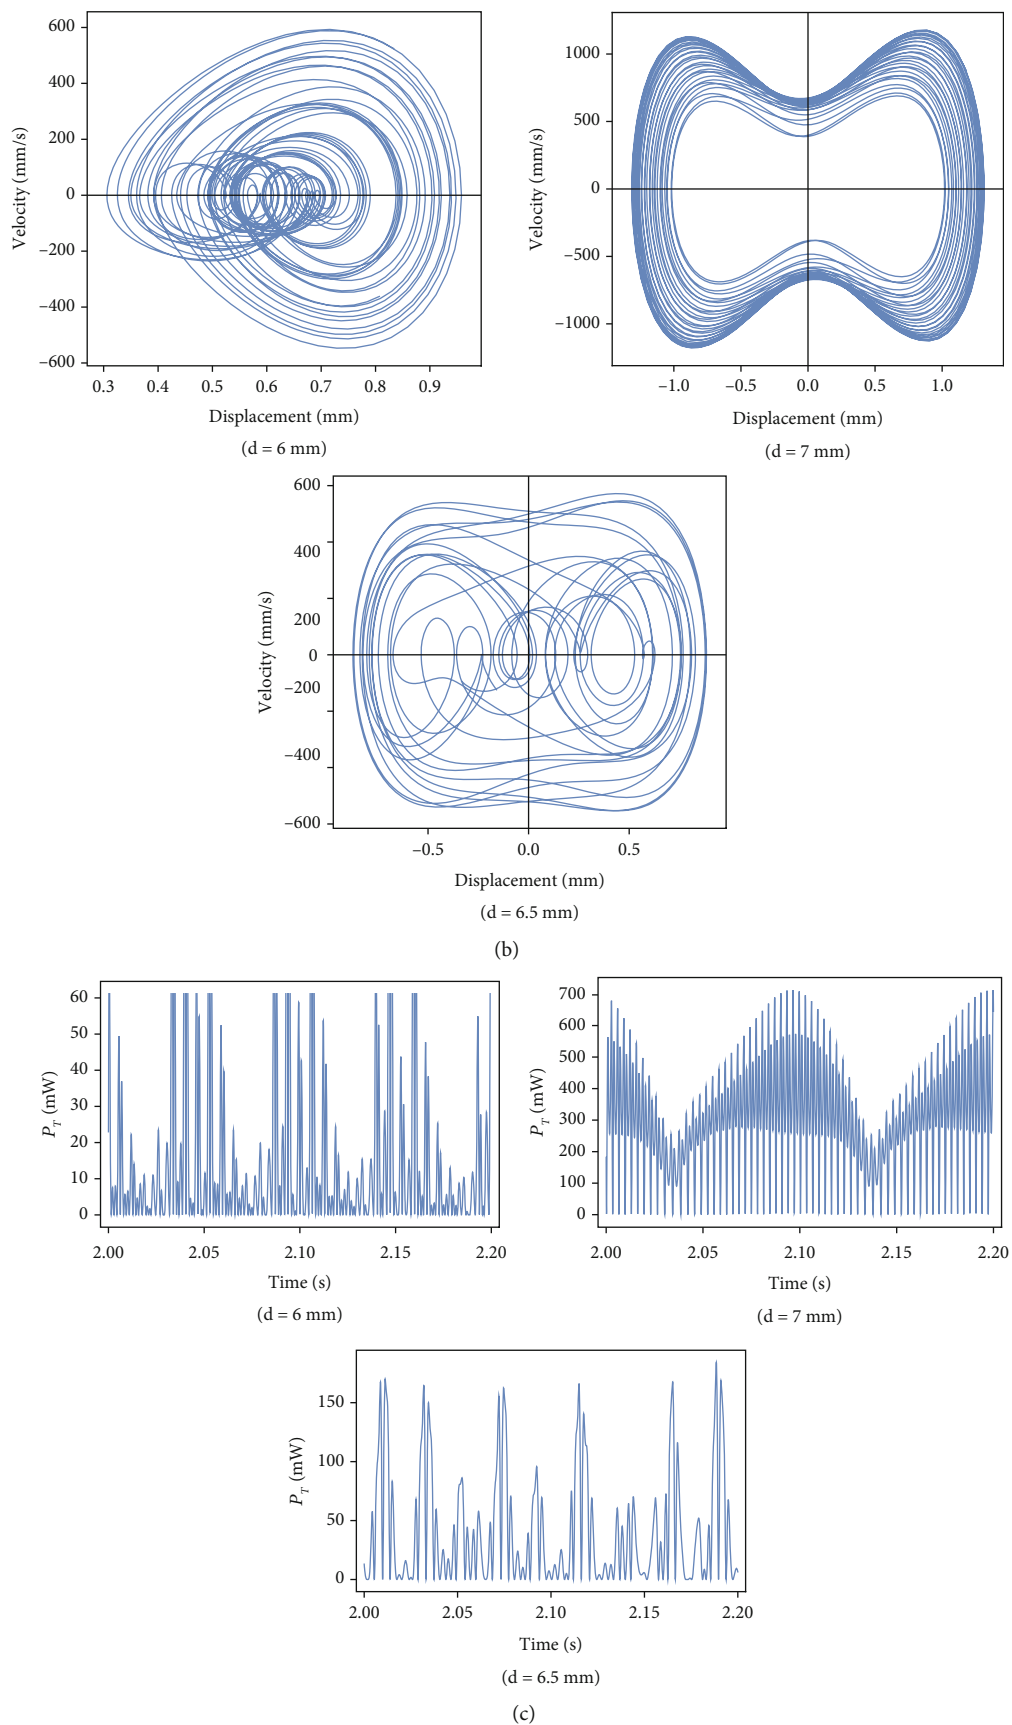 600
400
200
0
–200
–400
–600
Velocity (mm/s)
0.3 0.4 0.5 0.6 0.7 0.8 0.9
Displacement (mm)
(d = 6 mm)
1000
500
0
–500
–1000
Velocity (mm/s)
–1.0 –0.5 0.0 0.5 1.0
Displacement (mm)
(d = 7 mm)
600
400
200
0
–200
–400
–600
Velocity (mm/s)
–0.5 0.0 0.5
Displacement (mm)
(d = 6.5 mm)
(b)
60
50
40
30
20
10
0
P_T (mW)
2.00 2.05 2.10 2.15 2.20
Time (s)
(d = 6 mm)
700
600
500
400
300
200
100
0
P_T (mW)
2.00 2.05 2.10 2.15 2.20
Time (s)
(d = 7 mm)
150
100
50
0
P_T (mW)
2.00 2.05 2.10 2.15 2.20
Time (s)
(d = 6.5 mm)
(c)